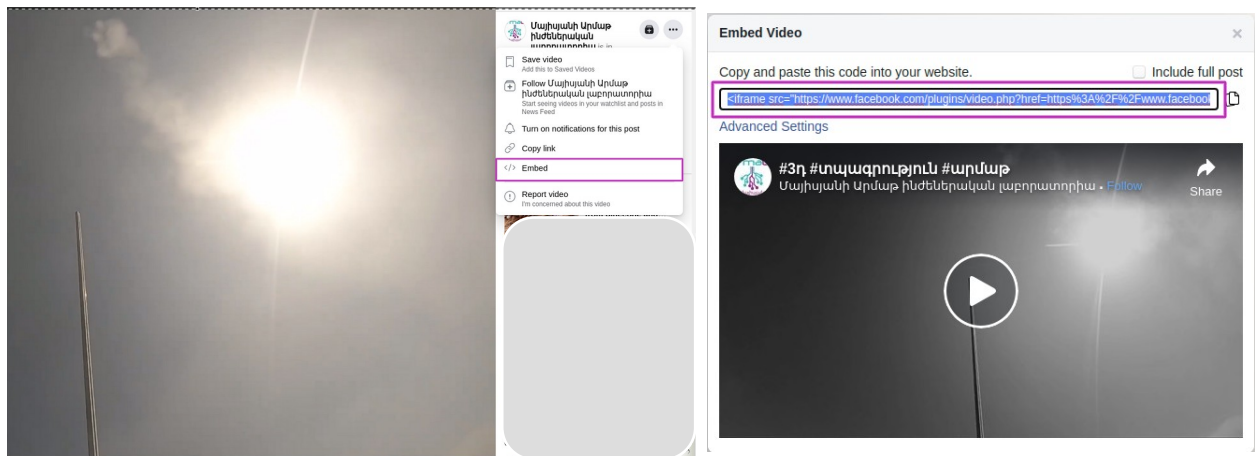 Մայիսյանի Արմաթ
ինժեներական
լաբորատորիա is in
Save video
Add this to Saved Videos
Follow Մայիսյանի Արմաթ
ինժեներական լաբորատորիա
Start seeing videos in your watchlist and posts in
News Feed
Turn on notifications for this post
Copy link
</> Embed
Report video
I'm concerned about this video
Embed Video
Copy and paste this code into your website.
Include full post
<iframe src="https://www.facebook.com/plugins/video.php?href=https%3A%2F%2Fwww.facebook
Advanced Settings
#3դ #տպագրություն #արմաթ
Մայիսյանի Արմաթ ինժեներական լաբորատորիա • Follow
Share